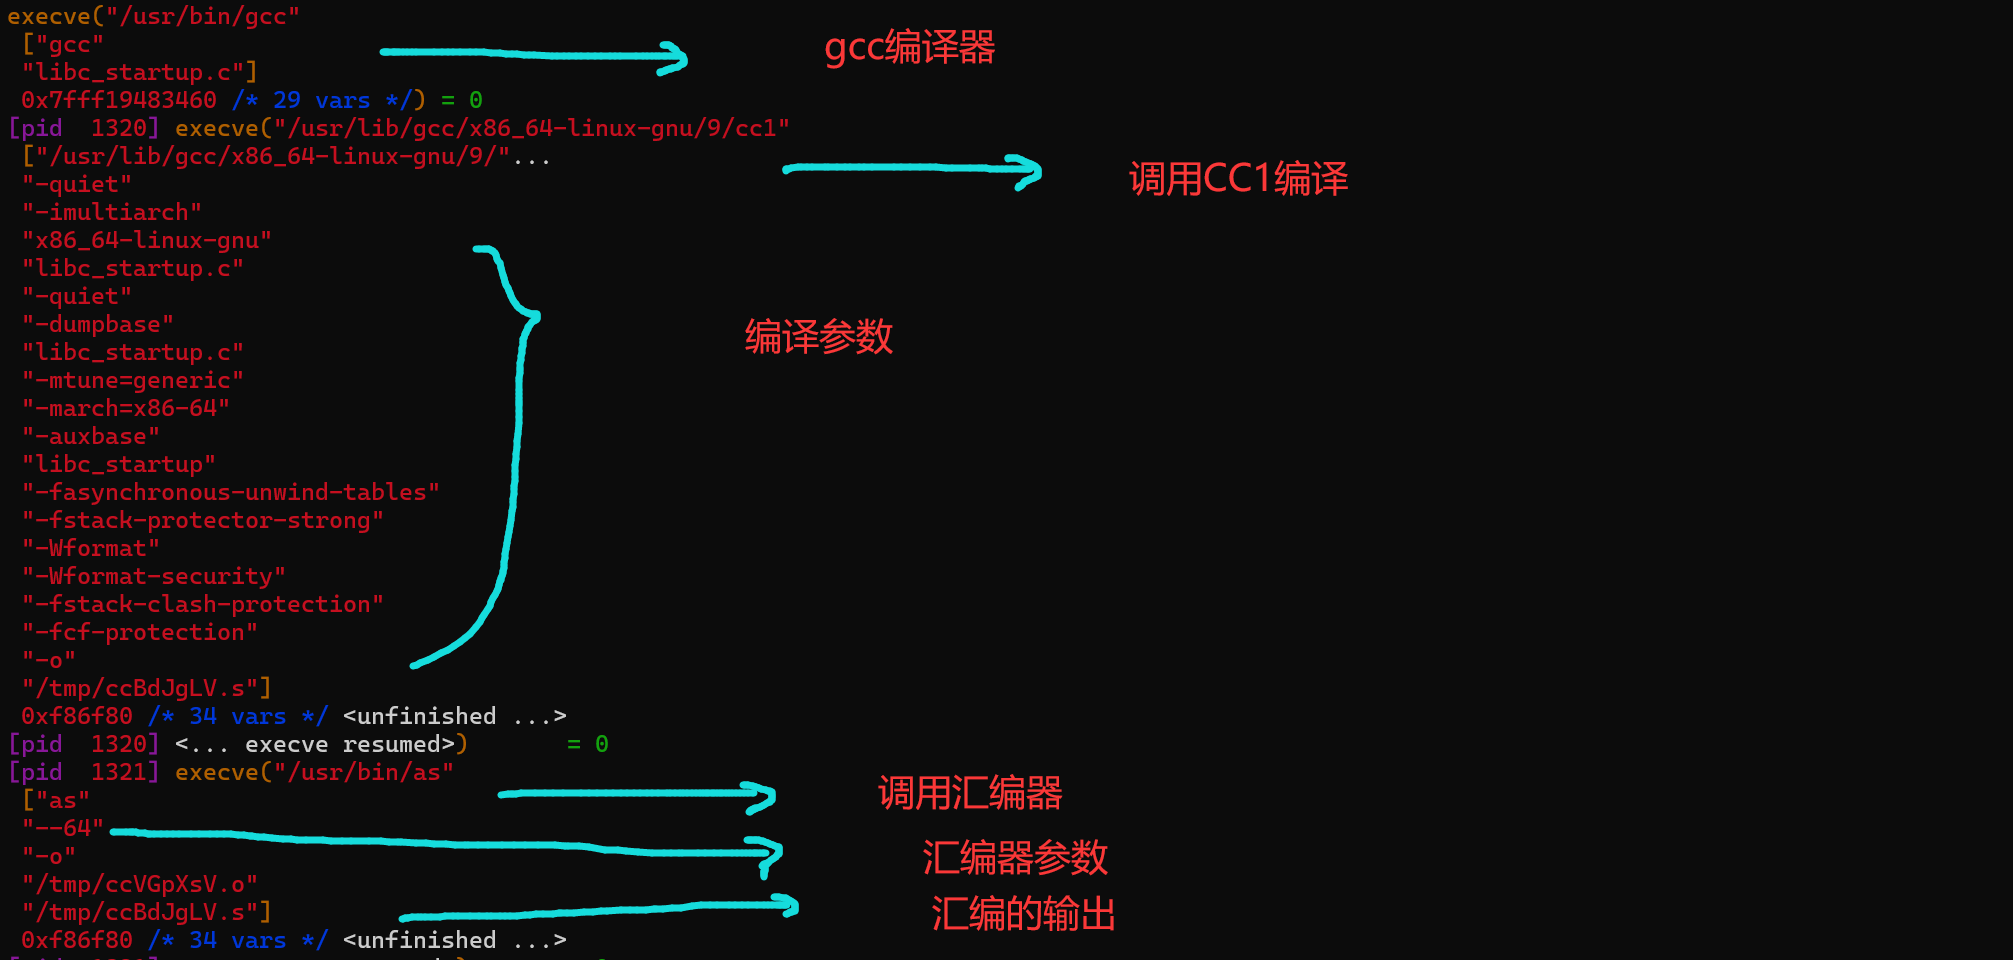 execve("/usr/bin/gcc"
["gcc"
gcc编译器
"libc_startup.c"]
0x7fff19483460 /* 29 vars */) = 0
[pid  1320] execve("/usr/lib/gcc/x86_64-linux-gnu/9/cc1"
["/usr/lib/gcc/x86_64-linux-gnu/9/"...
调用CC1编译
"-quiet"
"-imultiarch"
"x86_64-linux-gnu"
"libc_startup.c"
"-quiet"
"-dumpbase"
编译参数
"libc_startup.c"
"-mtune=generic"
"-march=x86-64"
"-auxbase"
"libc_startup"
"-fasynchronous-unwind-tables"
"-fstack-protector-strong"
"-Wformat"
"-Wformat-security"
"-fstack-clash-protection"
"-fcf-protection"
"-o"
"/tmp/ccBdJgLV.s"]
0xf86f80 /* 34 vars */ <unfinished ...>
[pid  1320] <... execve resumed>)       = 0
[pid  1321] execve("/usr/bin/as"
["as"
调用汇编器
"--64"
"-o"
汇编器参数
"/tmp/ccVGpXsV.o"
"/tmp/ccBdJgLV.s"]
汇编的输出
0xf86f80 /* 34 vars */ <unfinished ...>